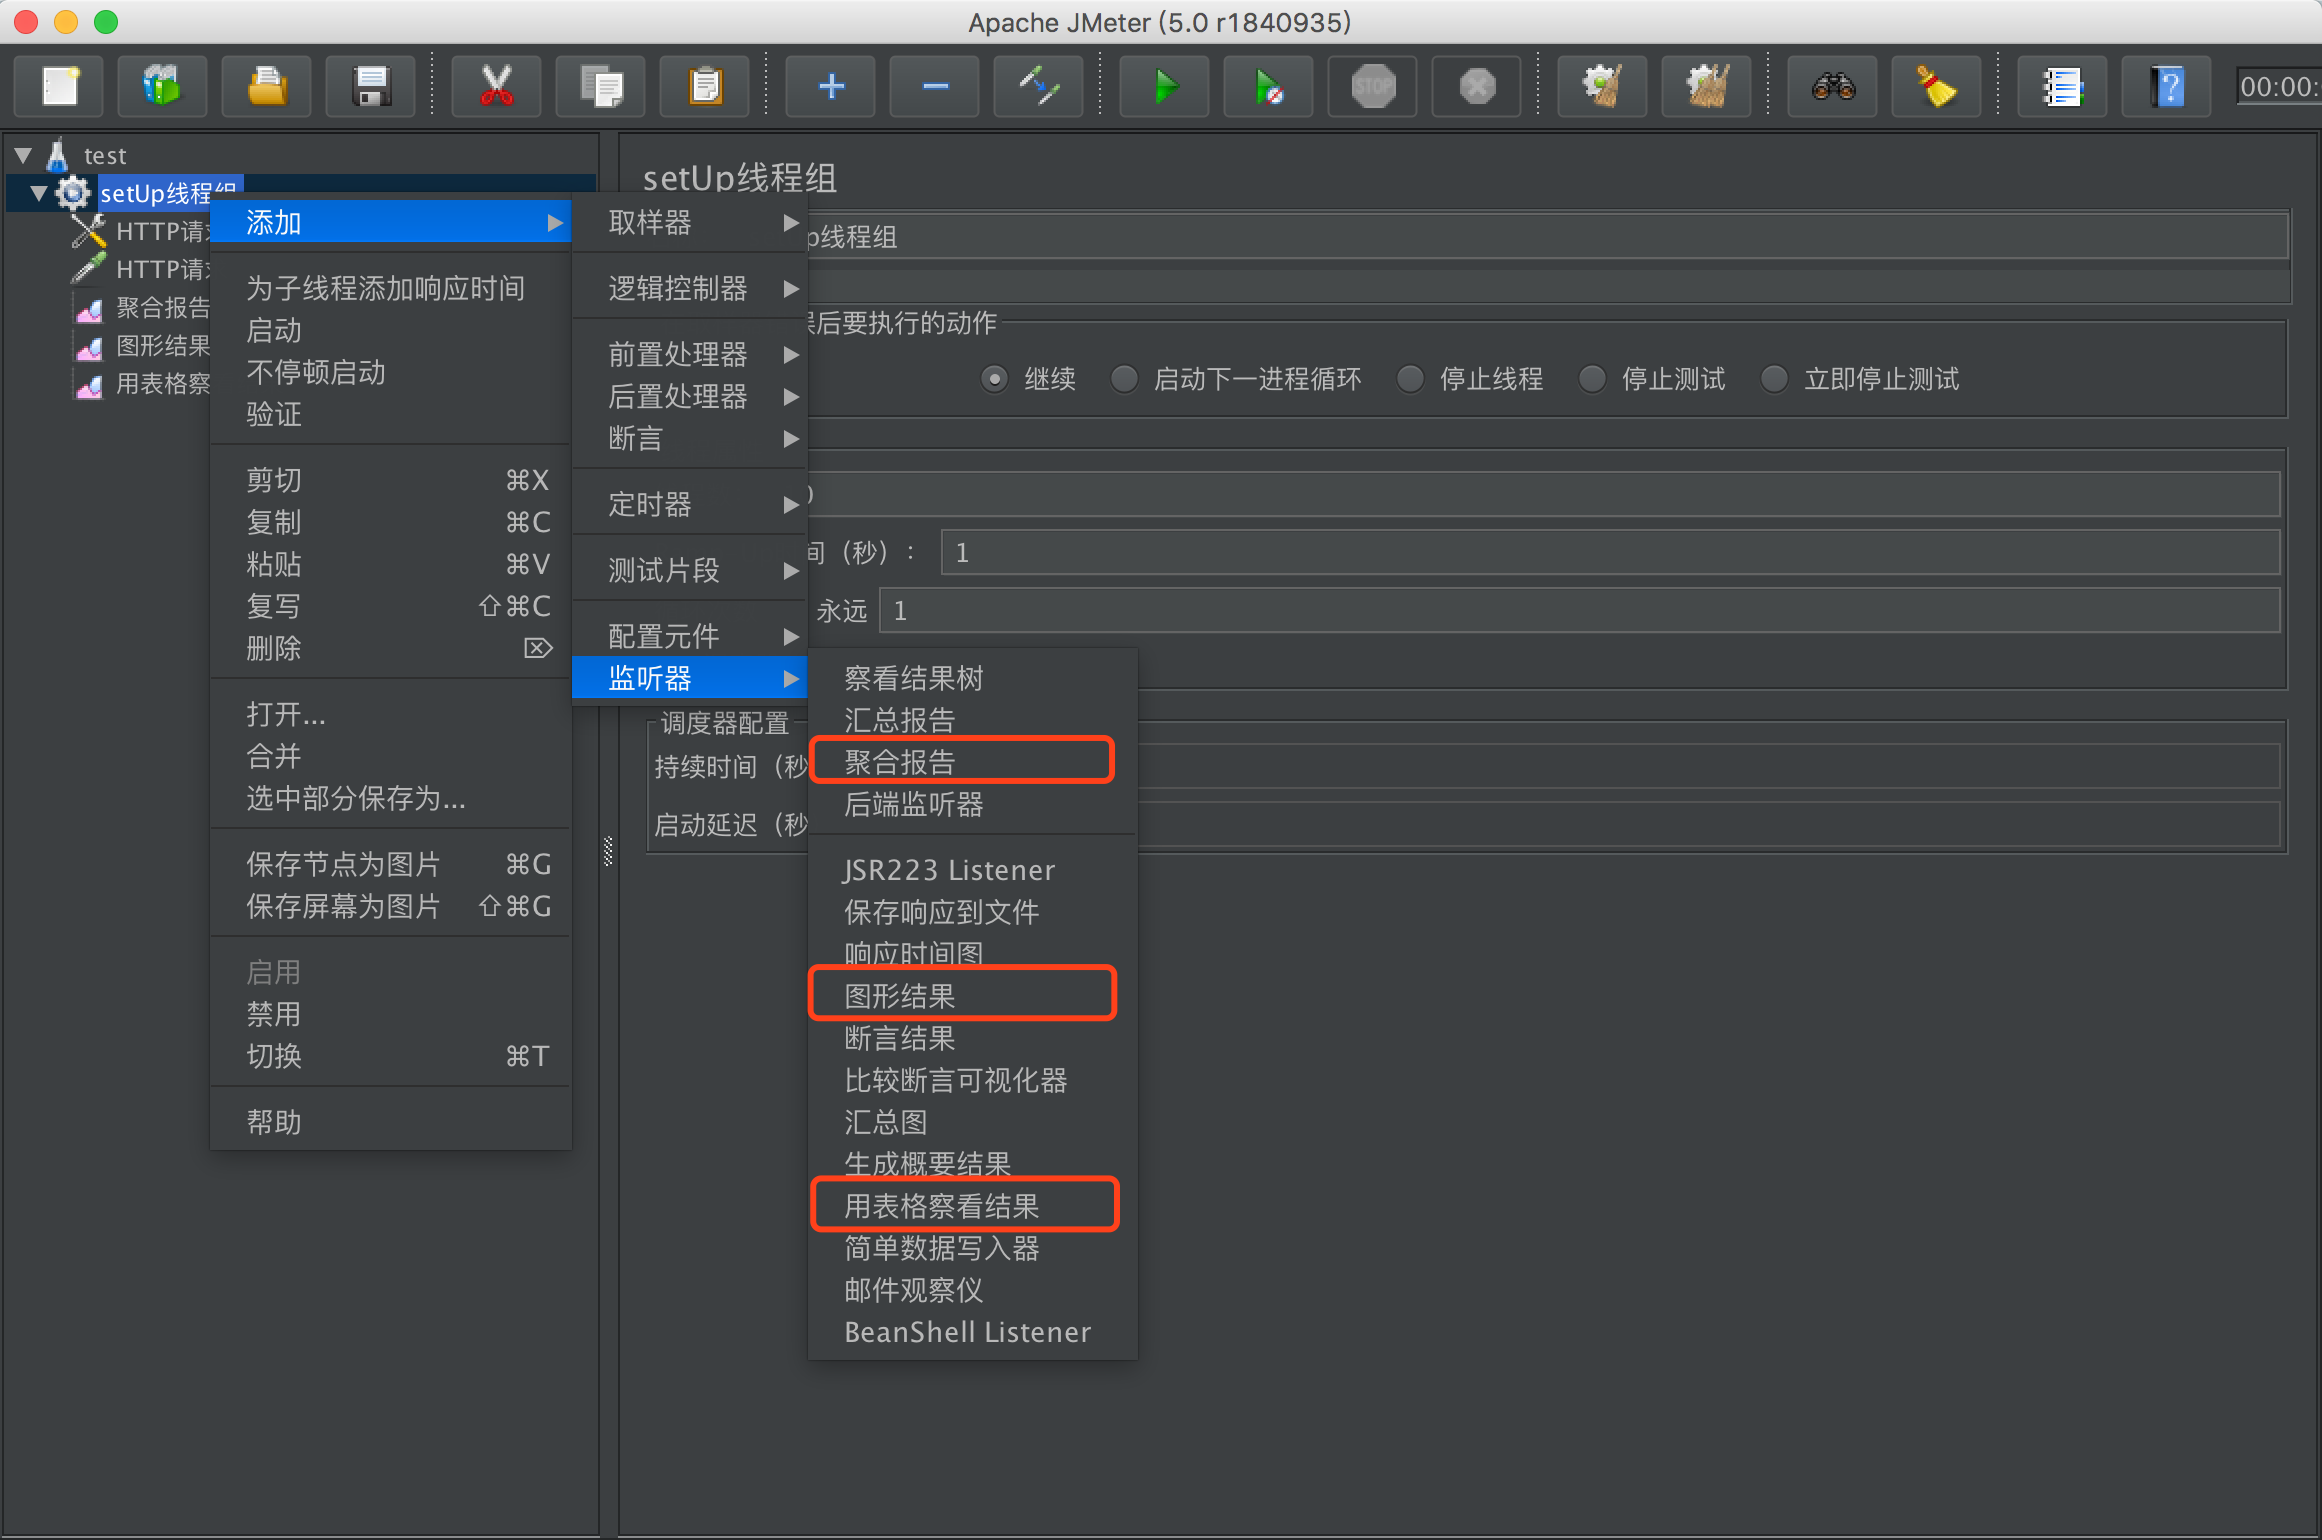 Apache JMeter (5.0 r1840935)
STOP
00:00:
test
setUp线程组
HTTP请
HTTP请
聚合报告
图形结果
用表格察
添加
为子线程添加响应时间
启动
不停顿启动
验证
剪切 ⌘X
复制 ⌘C
粘贴 ⌘V
复写 ⇧⌘C
删除 ⌦
打开...
合并
选中部分保存为...
保存节点为图片 ⌘G
保存屏幕为图片 ⇧⌘G
启用
禁用
切换 ⌘T
帮助
取样器
逻辑控制器
前置处理器
后置处理器
断言
定时器
测试片段
配置元件
监听器
察看结果树
汇总报告
聚合报告
后端监听器
JSR223 Listener
保存响应到文件
响应时间图
图形结果
断言结果
比较断言可视化器
汇总图
生成概要结果
用表格察看结果
简单数据写入器
邮件观察仪
BeanShell Listener
setUp线程组
p线程组
后要执行的动作
继续 启动下一进程循环 停止线程 停止测试 立即停止测试
间（秒）： 1
永远 1
调度器配置
持续时间（秒
启动延迟（秒